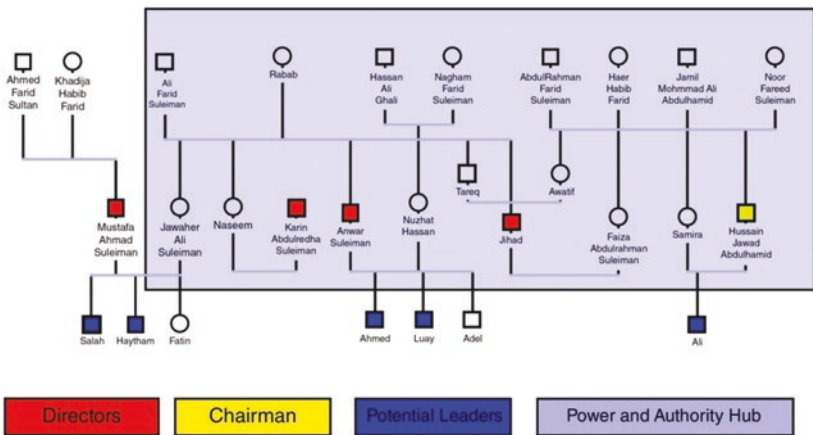 Ahmed
Farid
Sultan
Khadija
Habib
Farid
Ali
Farid
Suleiman
Rabab
Hassan
Ali
Ghali
Nagham
Farid
Suleiman
AbdulRahman
Farid
Suleiman
Haer
Habib
Farid
Jamil
Mohmmad Ali
Abdulhamid
Noor
Fareed
Suleiman
Tareq
Awatif
Mustafa
Ahmad
Suleiman
Jawaher
Ali
Suleiman
Naseem
Karin
Abdulredha
Suleiman
Anwar
Suleiman
Nuzhat
Hassan
Jihad
Faiza
Abdulrahman
Suleiman
Samira
Hussain
Jawad
Abdulhamid
Salah
Haytham
Fatin
Ahmed
Luay
Adel
Ali
Directors
Chairman
Potential Leaders
Power and Authority Hub